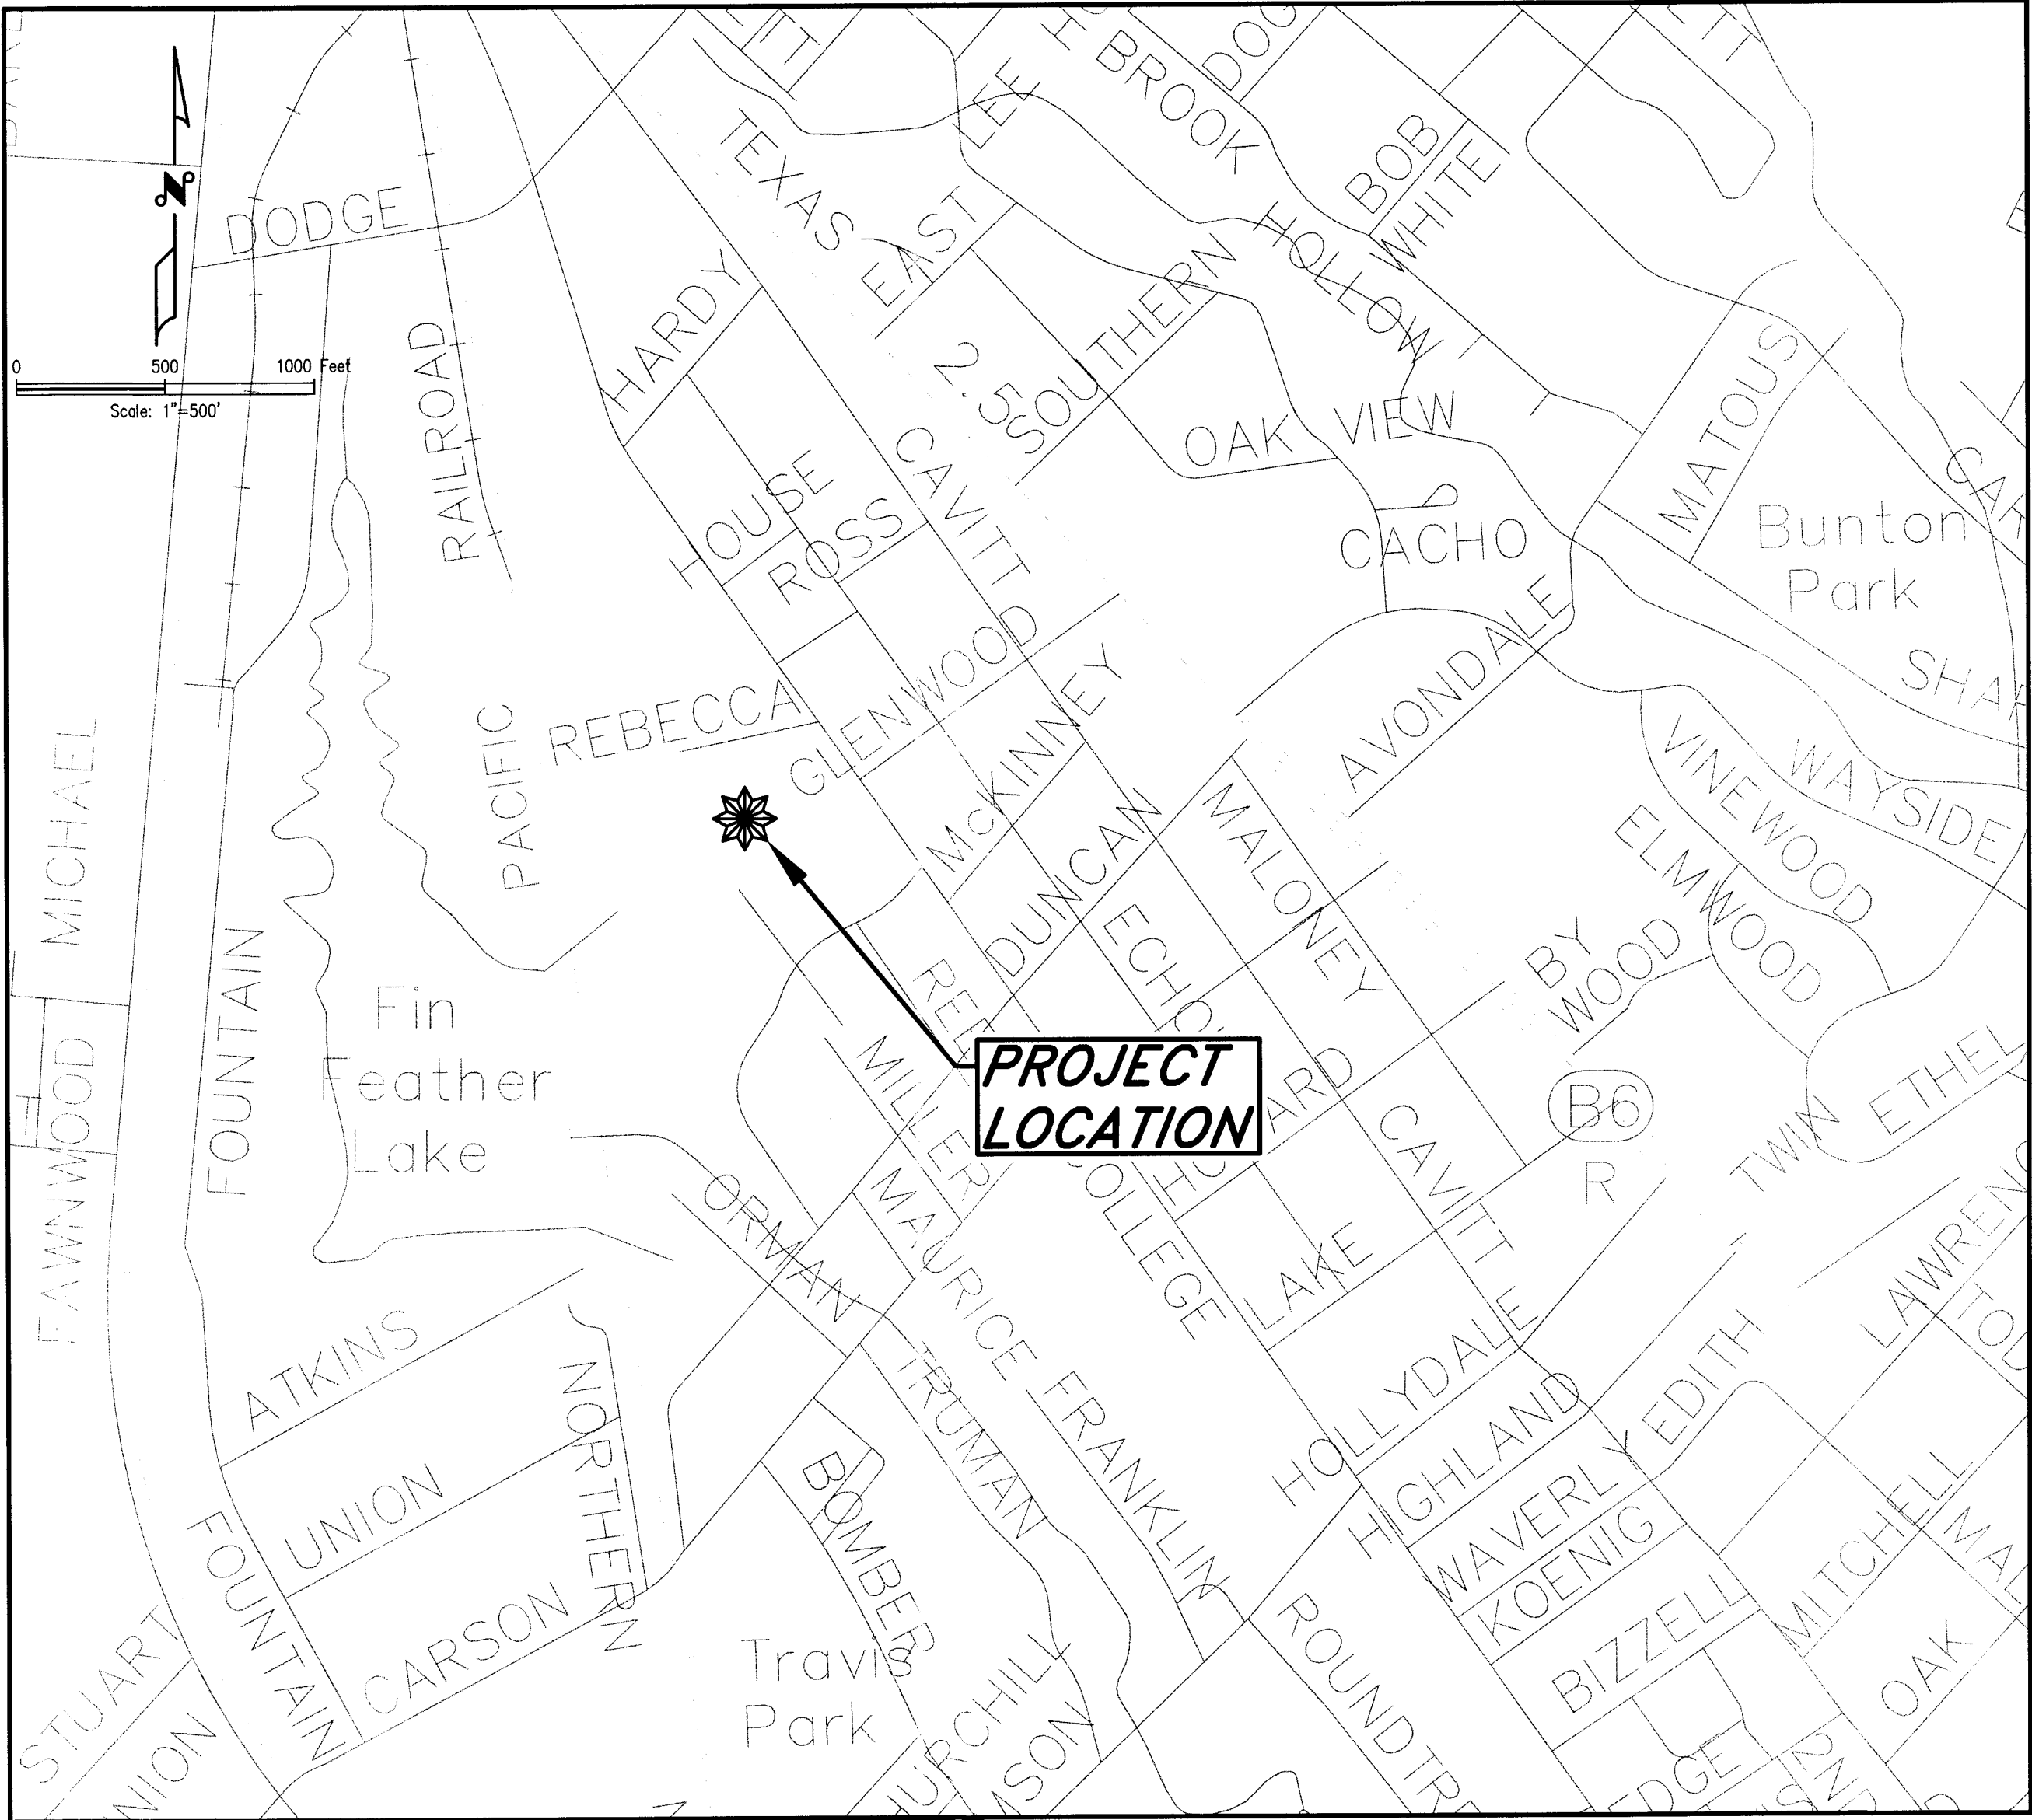 LEE
H BROOK
BOB
WHITE
TEXAS
EAST
HOLLOW
DODGE
N
0 500 1000 Feet
Scale: 1"=500'
HARDY
SOUTHERN
2.5
RAILROAD
OAK VIEW
MATOUS
CAVITT
HOUSE
ROSS
CACHO
Bunton
Park
AVONDALE
GLENWOOD
REBECCA
McKINNEY
PACIFIC
MICHAEL
VINEWOOD
WAYSIDE
ELMWOOD
DUNCAN
MALONEY
BY
WOOD
FOUNTAIN
Fin
Feather
Lake
FAWNWOOD
PROJECT
LOCATION
MILLER
CAVITT
B6
R
TWIN
ETHEL
ORMAN
MAURICE
LAKE
ATKINS
NORTHERN
TRUMAN
FRANKLIN
HOLLYDALE
HIGHLAND
WAVERLY
EDITH
KOENIG
MITCHELL
UNION
FOUNTAIN
CARSON
BOMBER
BIZZELL
OAK
STUART
Travis
Park
2ND